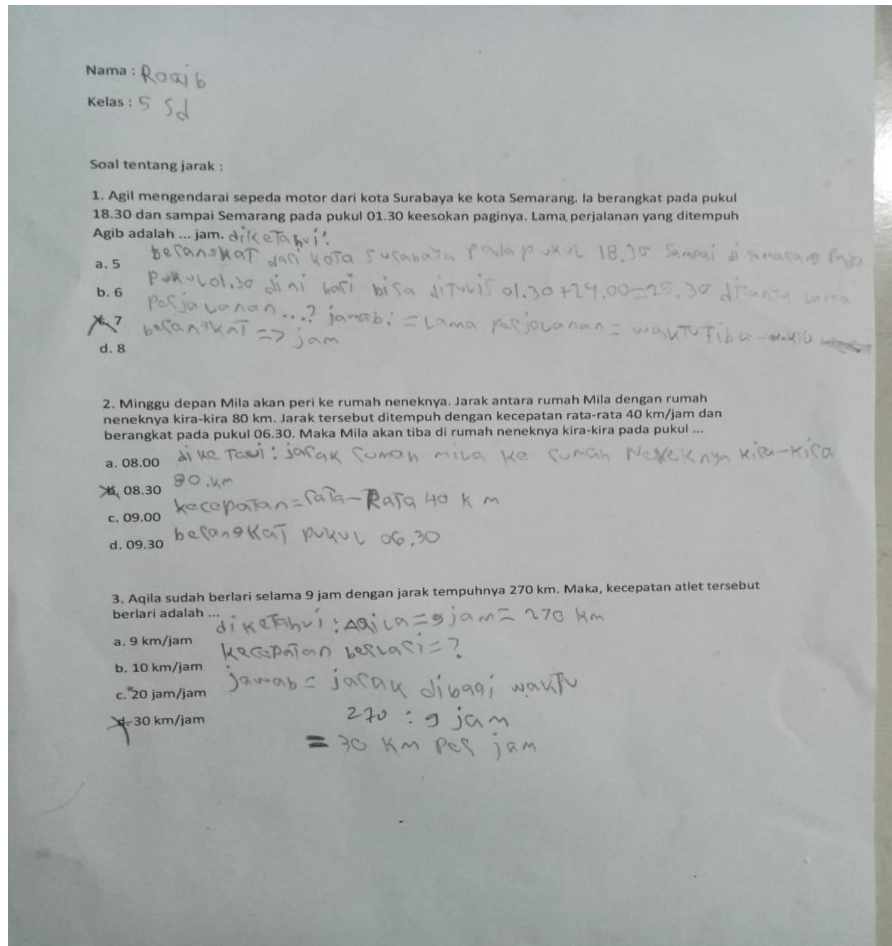 Nama : Roqib
Kelas : 5 Sd
Soal tentang jarak :
1. Agil mengendarai sepeda motor dari kota Surabaya ke kota Semarang. Ia berangkat pada pukul
18.30 dan sampai Semarang pada pukul 01.30 keesokan paginya. Lama perjalanan yang ditempuh
Agib adalah ... jam. diketahui:
berangkat dari kota surabaya pada pukul 18.30 sampai di
a. 5
pukul 01.30 dini hari bisa ditulis 01.30 + 24.00 = 25.30 ditanya lama
b. 6
perjalanan...? jawab: = Lama perjalanan = waktu tiba - waktu
c. 7
berangkat => jam
d. 8
2. Minggu depan Mila akan peri ke rumah neneknya. Jarak antara rumah Mila dengan rumah
neneknya kira-kira 80 km. Jarak tersebut ditempuh dengan kecepatan rata-rata 40 km/jam dan
berangkat pada pukul 06.30. Maka Mila akan tiba di rumah neneknya kira-kira pada pukul ...
a. 08.00 jarak rumah mila ke rumah Neneknya kira-kira
b. 08.30 80.km
kecepatan = rata-Rata 40 km
c. 09.00
d. 09.30 berangkat pukul 06.30
3. Aqila sudah berlari selama 9 jam dengan jarak tempuhnya 270 km. Maka, kecepatan atlet tersebut
berlari adalah ...
diketahui : Aqila = 9 jam = 270 km
a. 9 km/jam kecepatan berlari = ?
b. 10 km/jam
c. 20 jam/jam jawab = jarak dibagi waktu
d. 30 km/jam 270 : 9 jam
= 30 km per jam